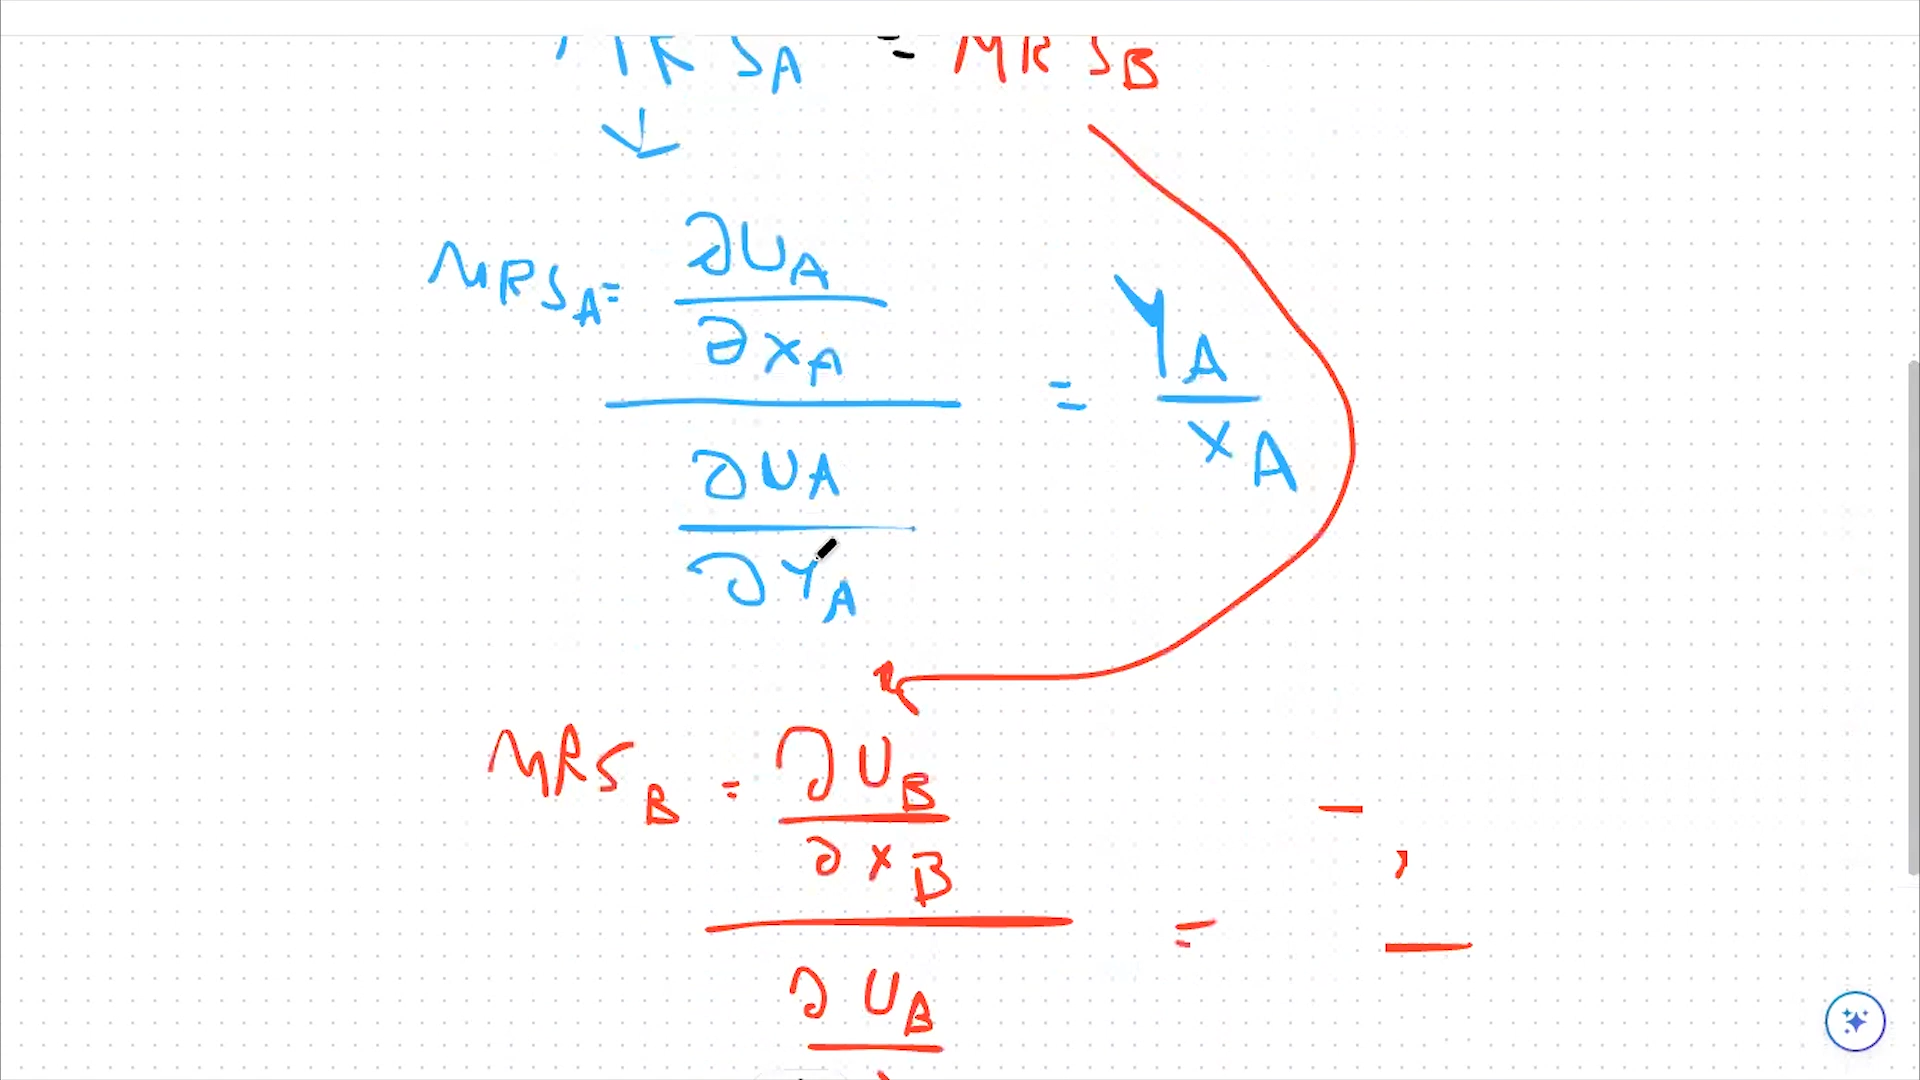 MRS_A = MRS_B
MRS_A = ∂U_A
∂x_A
= Y_A
x_A
∂U_A
∂Y_A
MRS_B = ∂U_B
∂x_B
=
∂U_B